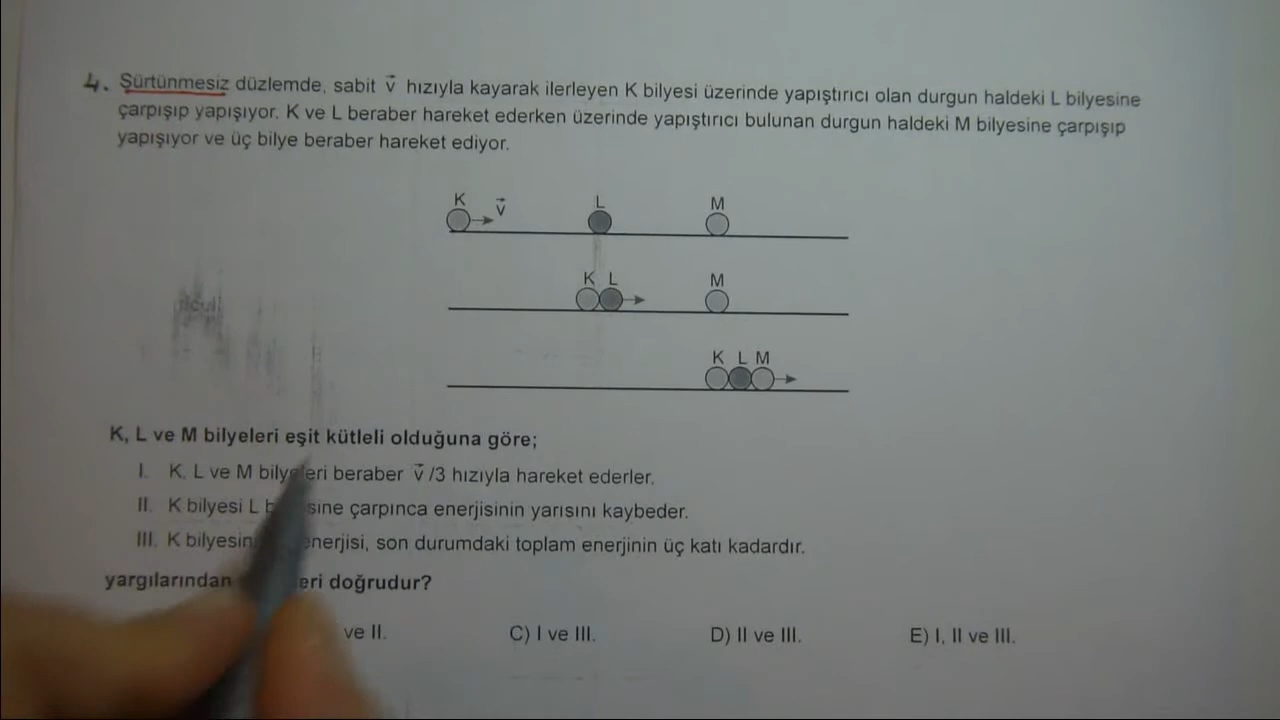 4. Sürtünmesiz düzlemde, sabit v⃗ hızıyla kayarak ilerleyen K bilyesi üzerinde yapıştırıcı olan durgun haldeki L bilyesine
çarpışıp yapışıyor. K ve L beraber hareket ederken üzerinde yapıştırıcı bulunan durgun haldeki M bilyesine çarpışıp
yapışıyor ve üç bilye beraber hareket ediyor.
K v⃗ L M
K L M
K L M
K, L ve M bilyeleri eşit kütleli olduğuna göre;
I. K, L ve M bilyeleri beraber v⃗/3 hızıyla hareket ederler.
II. K bilyesi L çarpınca enerjisinin yarısını kaybeder.
III. K enerjisi, son durumdaki toplam enerjinin üç katı kadardır.
yargılarından doğrudur?
ve II. C) I ve III. D) II ve III. E) I, II ve III.